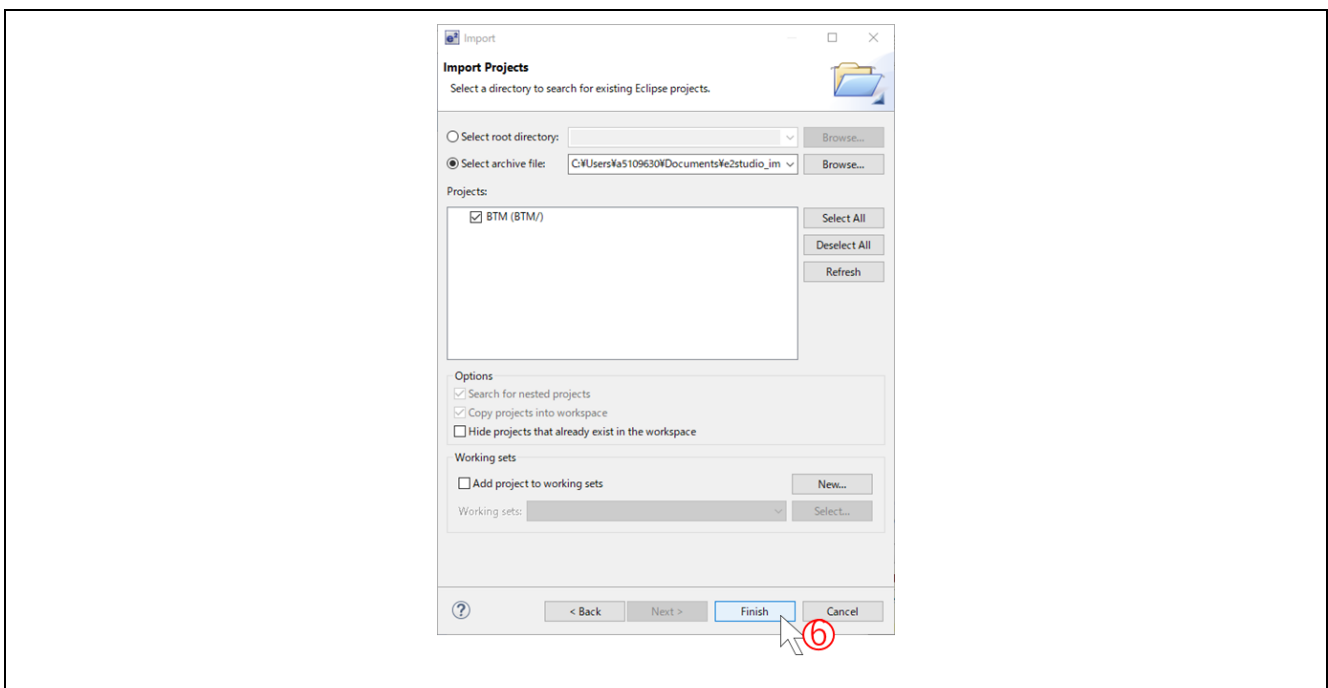 e² Import
Import Projects
Select a directory to search for existing Eclipse projects.
Select root directory: Browse...
Select archive file: C:¥Users¥a5109630¥Documents¥e2studio_im Browse...
Projects:
BTM (BTM/) Select All
Deselect All
Refresh
Options
Search for nested projects
Copy projects into workspace
Hide projects that already exist in the workspace
Working sets
Add project to working sets New...
Working sets: Select...
? < Back Next > Finish Cancel
⑥